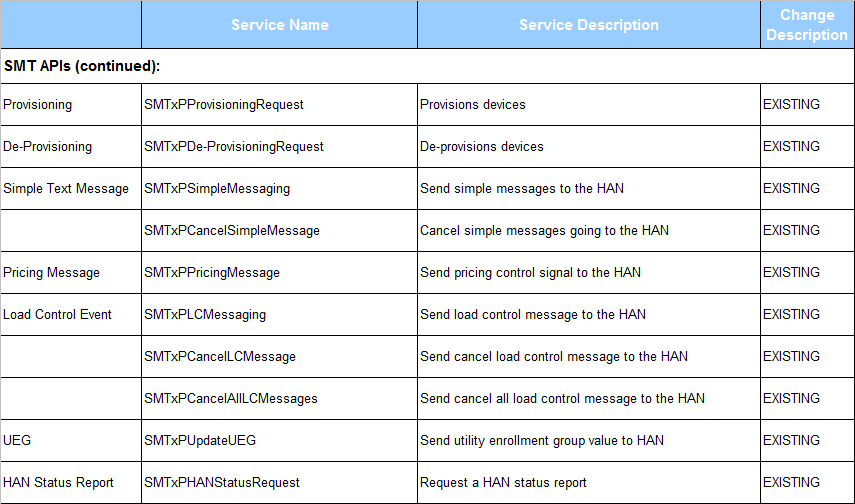 Service Name Service Description Change Description
SMT APIs (continued):
Provisioning SMTxPProvisioningRequest Provisions devices EXISTING
De-Provisioning SMTxPDe-ProvisioningRequest De-provisions devices EXISTING
Simple Text Message SMTxPSimpleMessaging Send simple messages to the HAN EXISTING
SMTxPCancelSimpleMessage Cancel simple messages going to the HAN EXISTING
Pricing Message SMTxPPricingMessage Send pricing control signal to the HAN EXISTING
Load Control Event SMTxPLCMessaging Send load control message to the HAN EXISTING
SMTxPCancelLCMessage Send cancel load control message to the HAN EXISTING
SMTxPCancelAllLCMessages Send cancel all load control message to the HAN EXISTING
UEG SMTxPUpdateUEG Send utility enrollment group value to HAN EXISTING
HAN Status Report SMTxPHANStatusRequest Request a HAN status report EXISTING